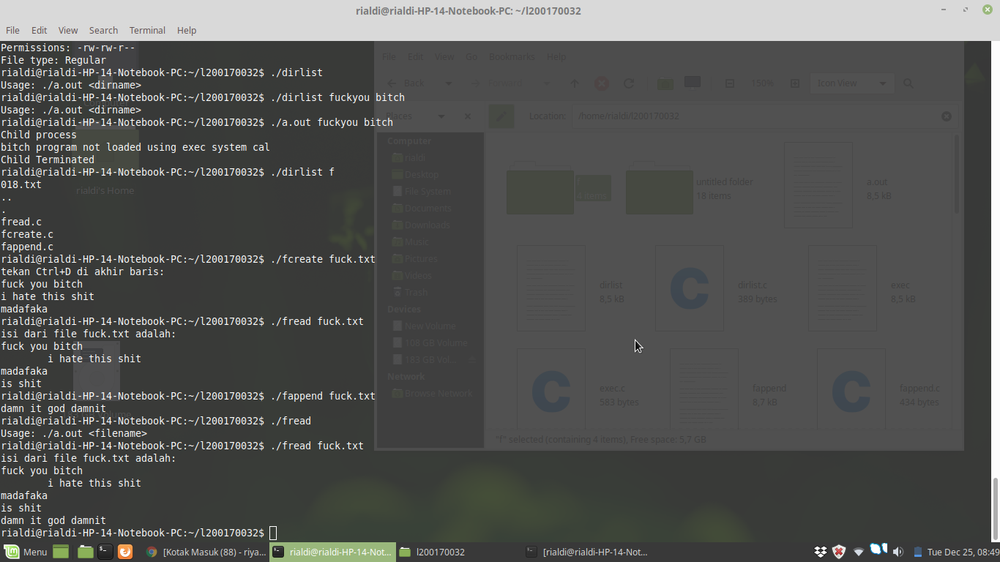 rialdi@rialdi-HP-14-Notebook-PC: ~/l200170032
File Edit View Search Terminal Help
Permissions: -rw-rw-r--
File type: Regular
rialdi@rialdi-HP-14-Notebook-PC:~/l200170032$ ./dirlist
Usage: ./a.out <dirname>
rialdi@rialdi-HP-14-Notebook-PC:~/l200170032$ ./dirlist fuckyou bitch
Usage: ./a.out <dirname>
rialdi@rialdi-HP-14-Notebook-PC:~/l200170032$ ./a.out fuckyou bitch
Child process
bitch program not loaded using exec system cal
Child Terminated
rialdi@rialdi-HP-14-Notebook-PC:~/l200170032$ ./dirlist f
018.txt
..
.
fread.c
fcreate.c
fappend.c
rialdi@rialdi-HP-14-Notebook-PC:~/l200170032$ ./fcreate fuck.txt
tekan Ctrl+D di akhir baris:
fuck you bitch
i hate this shit
madafaka
rialdi@rialdi-HP-14-Notebook-PC:~/l200170032$ ./fread fuck.txt
isi dari file fuck.txt adalah:
fuck you bitch
        i hate this shit
madafaka
is shit
rialdi@rialdi-HP-14-Notebook-PC:~/l200170032$ ./fappend fuck.txt
damn it god damnit
rialdi@rialdi-HP-14-Notebook-PC:~/l200170032$ ./fread
Usage: ./a.out <filename>
rialdi@rialdi-HP-14-Notebook-PC:~/l200170032$ ./fread fuck.txt
isi dari file fuck.txt adalah:
fuck you bitch
        i hate this shit
madafaka
is shit
damn it god damnit
rialdi@rialdi-HP-14-Notebook-PC:~/l200170032$
rialdi's Home
Volume
File Edit View Go Bookmarks Help
Back Forward 150% Icon View
Places Location: /home/rialdi/l200170032
Computer
rialdi
Desktop
File System
Documents
Downloads
Music
Pictures
Videos
Trash
Devices
New Volume
108 GB Volume
183 GB Vol...
Network
Browse Network
4 items
untitled folder
18 items
a.out
8,5 kB
dirlist
8,5 kB
dirlist.c
389 bytes
exec
8,5 kB
exec.c
583 bytes
fappend
8,7 kB
fappend.c
434 bytes
"f" selected (containing 4 items), Free space: 5,7 GB
Menu [Kotak Masuk (88) - riya... rialdi@rialdi-HP-14-Not... l200170032 [rialdi@rialdi-HP-14-Not... Tue Dec 25, 08:49